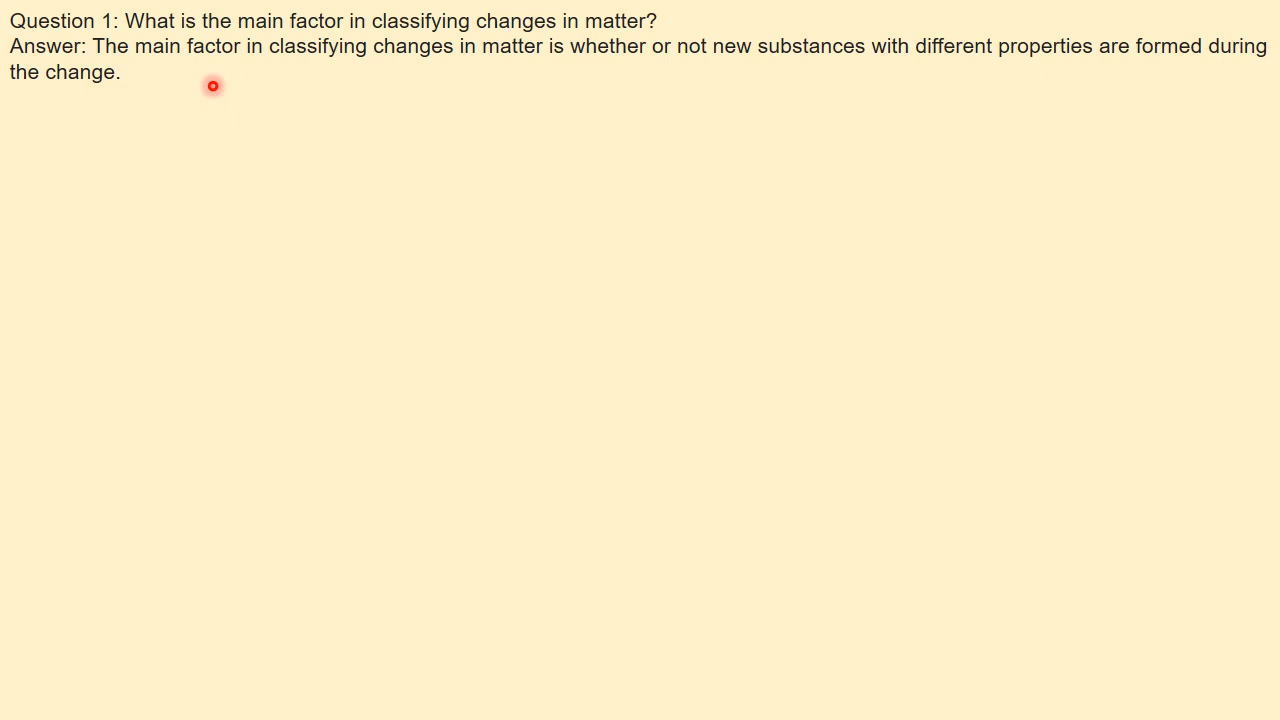 Question 1: What is the main factor in classifying changes in matter?
Answer: The main factor in classifying changes in matter is whether or not new substances with different properties are formed during
the change.